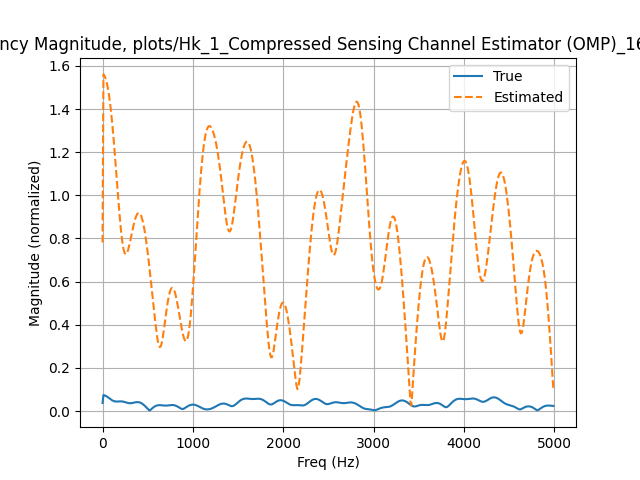 ncy Magnitude, plots/Hk_1_Compressed Sensing Channel Estimator (OMP)_16
1.6
1.4
1.2
1.0
0.8
0.6
0.4
0.2
0.0
Magnitude (normalized)
True
Estimated
0 1000 2000 3000 4000 5000
Freq (Hz)